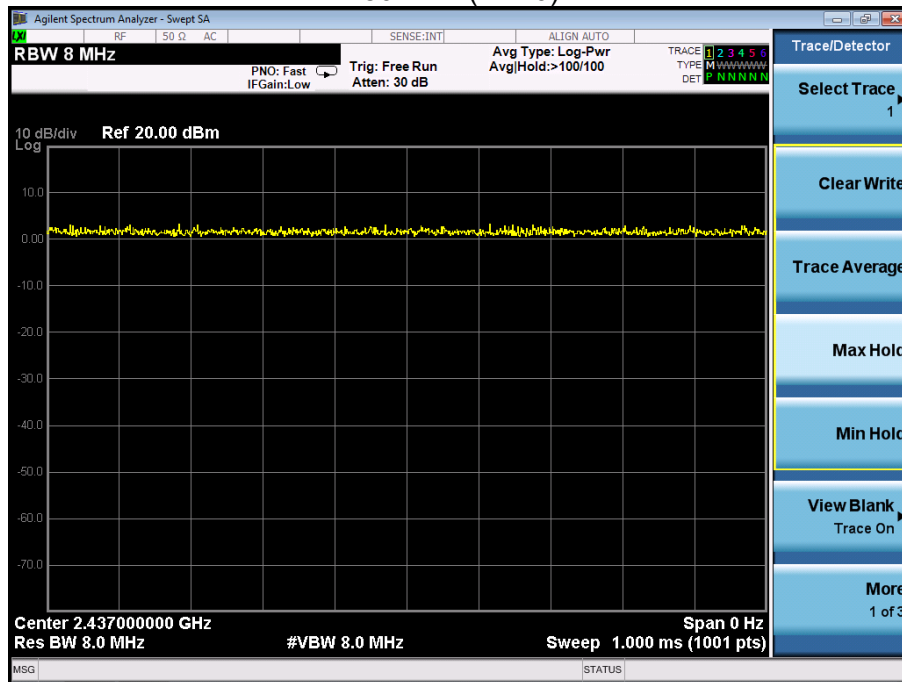 Agilent Spectrum Analyzer - Swept SA
LXI RF 50 Ω AC SENSE:INT ALIGN AUTO
RBW 8 MHz
PNO: Fast
IFGain:Low
Trig: Free Run
Atten: 30 dB
Avg Type: Log-Pwr
Avg|Hold:>100/100
TRACE 1 2 3 4 5 6
TYPE M WWWWW
DET P N N N N N
10 dB/div Ref 20.00 dBm
Log
10.0
0.00
-10.0
-20.0
-30.0
-40.0
-50.0
-60.0
-70.0
Center 2.437000000 GHz Span 0 Hz
Res BW 8.0 MHz #VBW 8.0 MHz Sweep 1.000 ms (1001 pts)
MSG STATUS
Trace/Detector
Select Trace
1
Clear Write
Trace Average
Max Hold
Min Hold
View Blank
Trace On
More
1 of 3